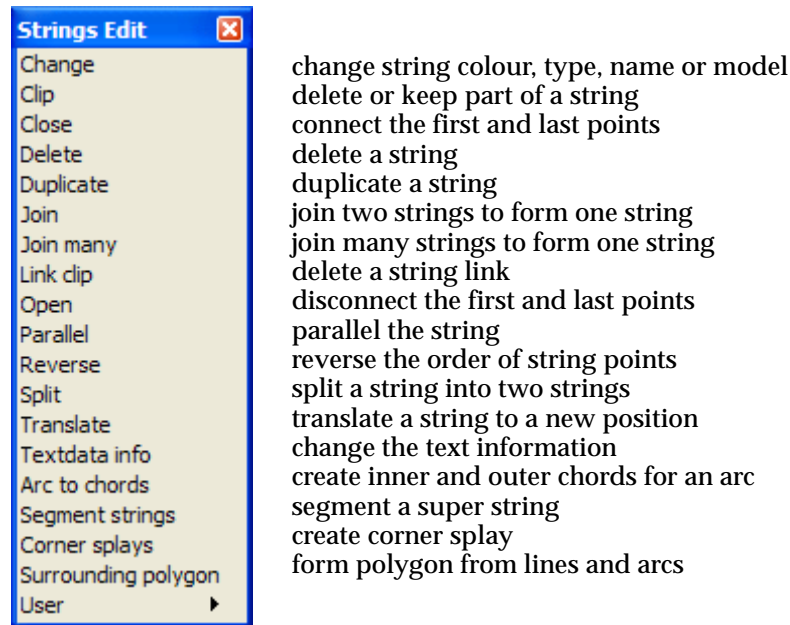 Strings Edit
Change change string colour, type, name or model
Clip delete or keep part of a string
Close connect the first and last points
Delete delete a string
Duplicate duplicate a string
Join join two strings to form one string
Join many join many strings to form one string
Link clip delete a string link
Open disconnect the first and last points
Parallel parallel the string
Reverse reverse the order of string points
Split split a string into two strings
Translate translate a string to a new position
Textdata info change the text information
Arc to chords create inner and outer chords for an arc
Segment strings segment a super string
Corner splays create corner splay
Surrounding polygon form polygon from lines and arcs
User